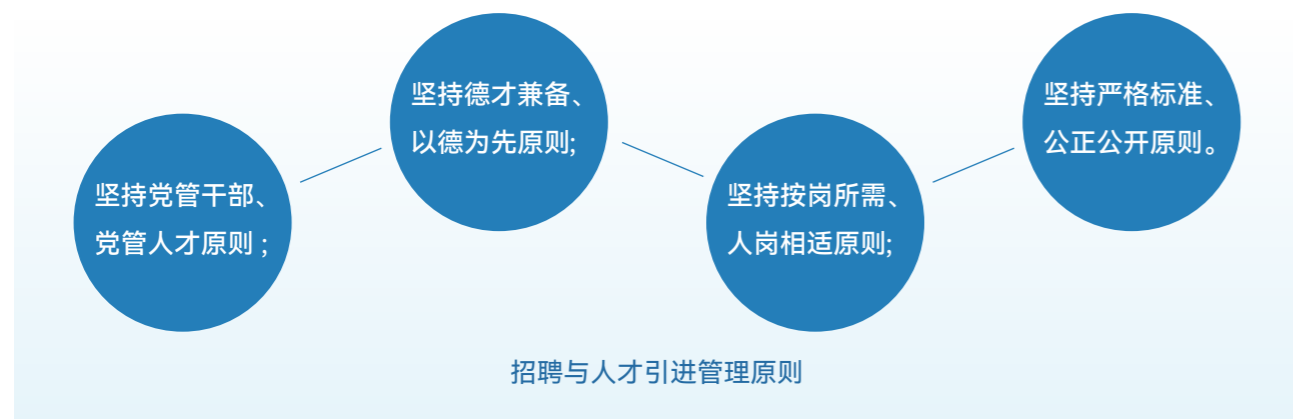 坚持党管干部、
党管人才原则；
坚持德才兼备、
以德为先原则;
坚持按岗所需、
人岗相适原则;
坚持严格标准、
公正公开原则。
招聘与人才引进管理原则